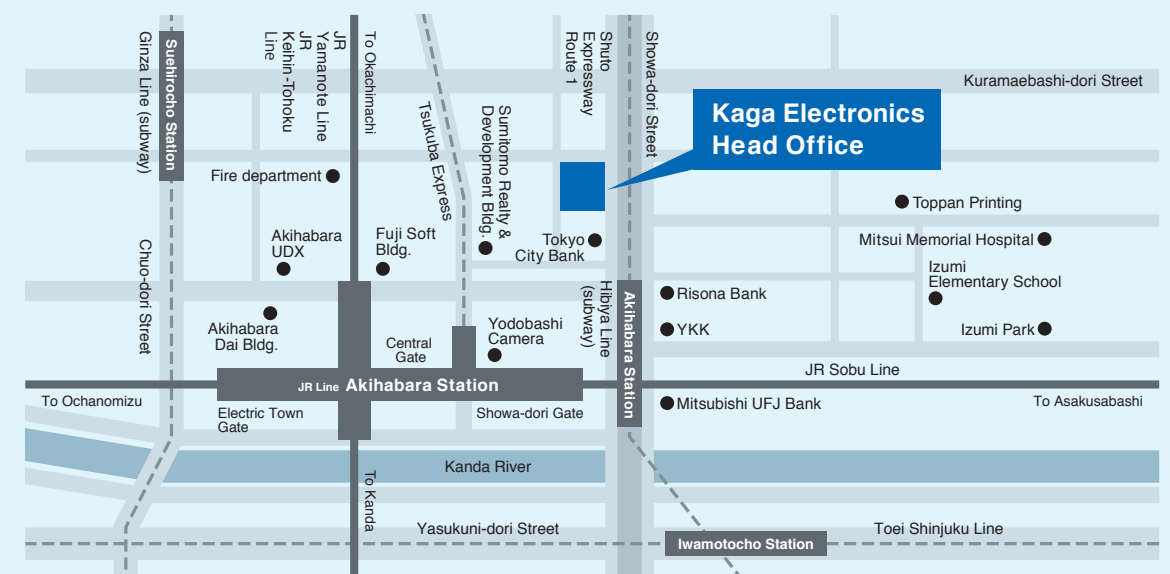 Ginza Line (subway)
Suehirocho Station
JR
Yamanote Line
JR
Keihin-Tohoku
Line
To Okachimachi
Tsukuba Express
Shuto
Expressway
Route 1
Showa-dori Street
Kuramaebashi-dori Street
Kaga Electronics
Head Office
Fire department
Sumitomo Realty &
Development Bldg.
Toppan Printing
Chuo-dori Street
Akihabara
UDX
Fuji Soft
Bldg.
Tokyo
City Bank
Mitsui Memorial Hospital
Izumi
Elementary School
Hibiya Line
(subway)
Akihabara Station
Risona Bank
Akihabara
Dai Bldg.
Central
Gate
Yodobashi
Camera
YKK
Izumi Park
JR Sobu Line
JR Line Akihabara Station
To Ochanomizu
Electric Town
Gate
Showa-dori Gate
Mitsubishi UFJ Bank
To Asakusabashi
Kanda River
To Kanda
Yasukuni-dori Street
Toei Shinjuku Line
Iwamotocho Station